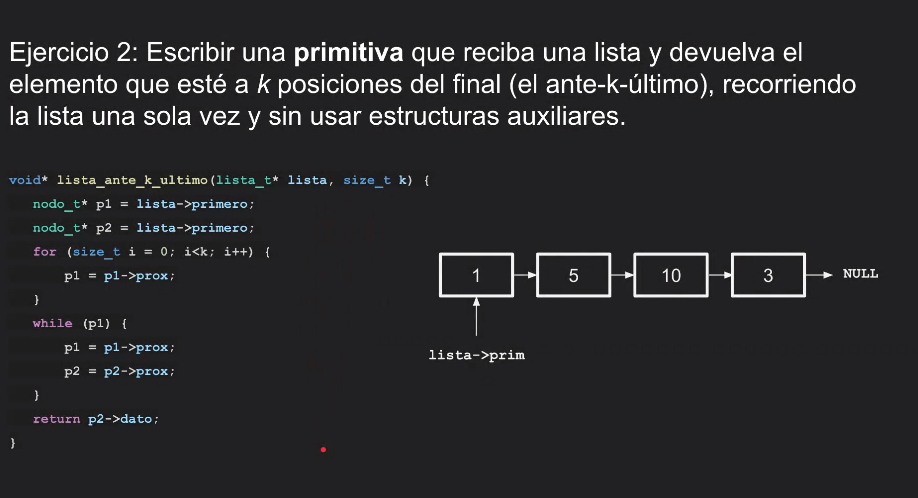 Ejercicio 2: Escribir una primitiva que reciba una lista y devuelva el
elemento que esté a k posiciones del final (el ante-k-último), recorriendo
la lista una sola vez y sin usar estructuras auxiliares.
void* lista_ante_k_ultimo(lista_t* lista, size_t k) {
nodo_t* p1 = lista->primero;
nodo_t* p2 = lista->primero;
for (size_t i = 0; i<k; i++) {
p1 = p1->prox;
}
while (p1) {
p1 = p1->prox;
p2 = p2->prox;
}
return p2->dato;
}
1 5 10 3 NULL
lista->prim